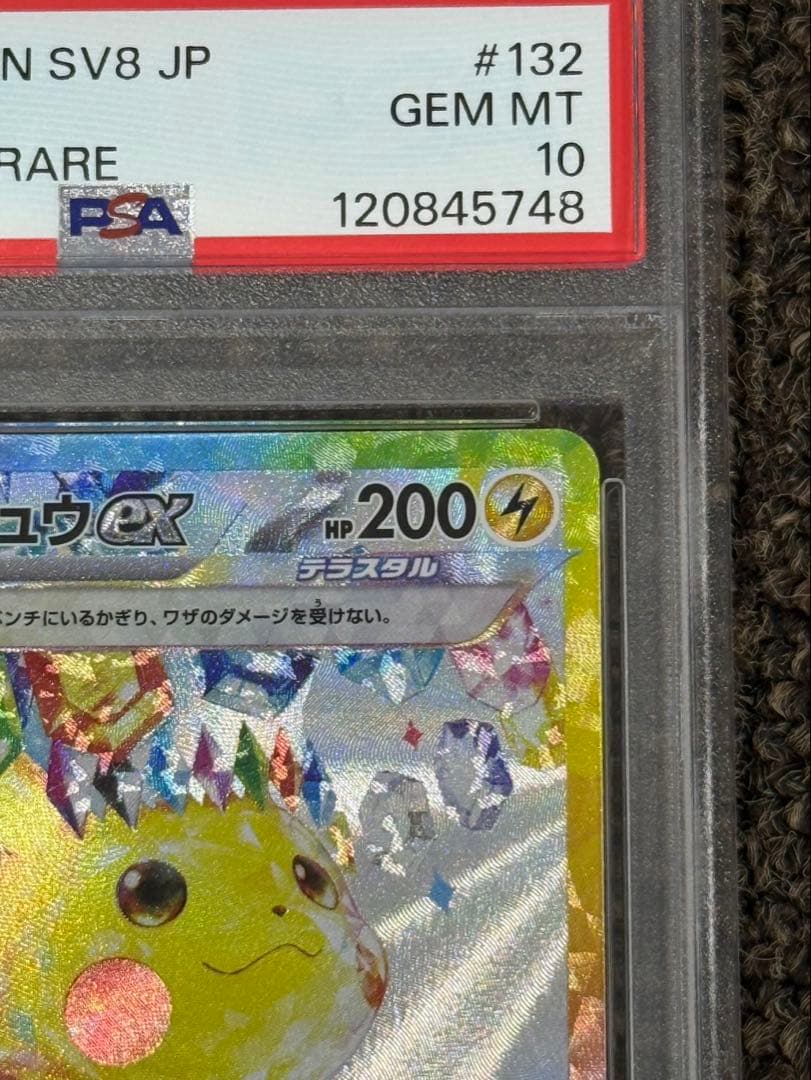 N SV8 JP #132
GEM MT
RARE 10
PSA 120845748
ュウex HP200
テラスタル
ベンチにいるかぎり、ワザのダメージを受けない。